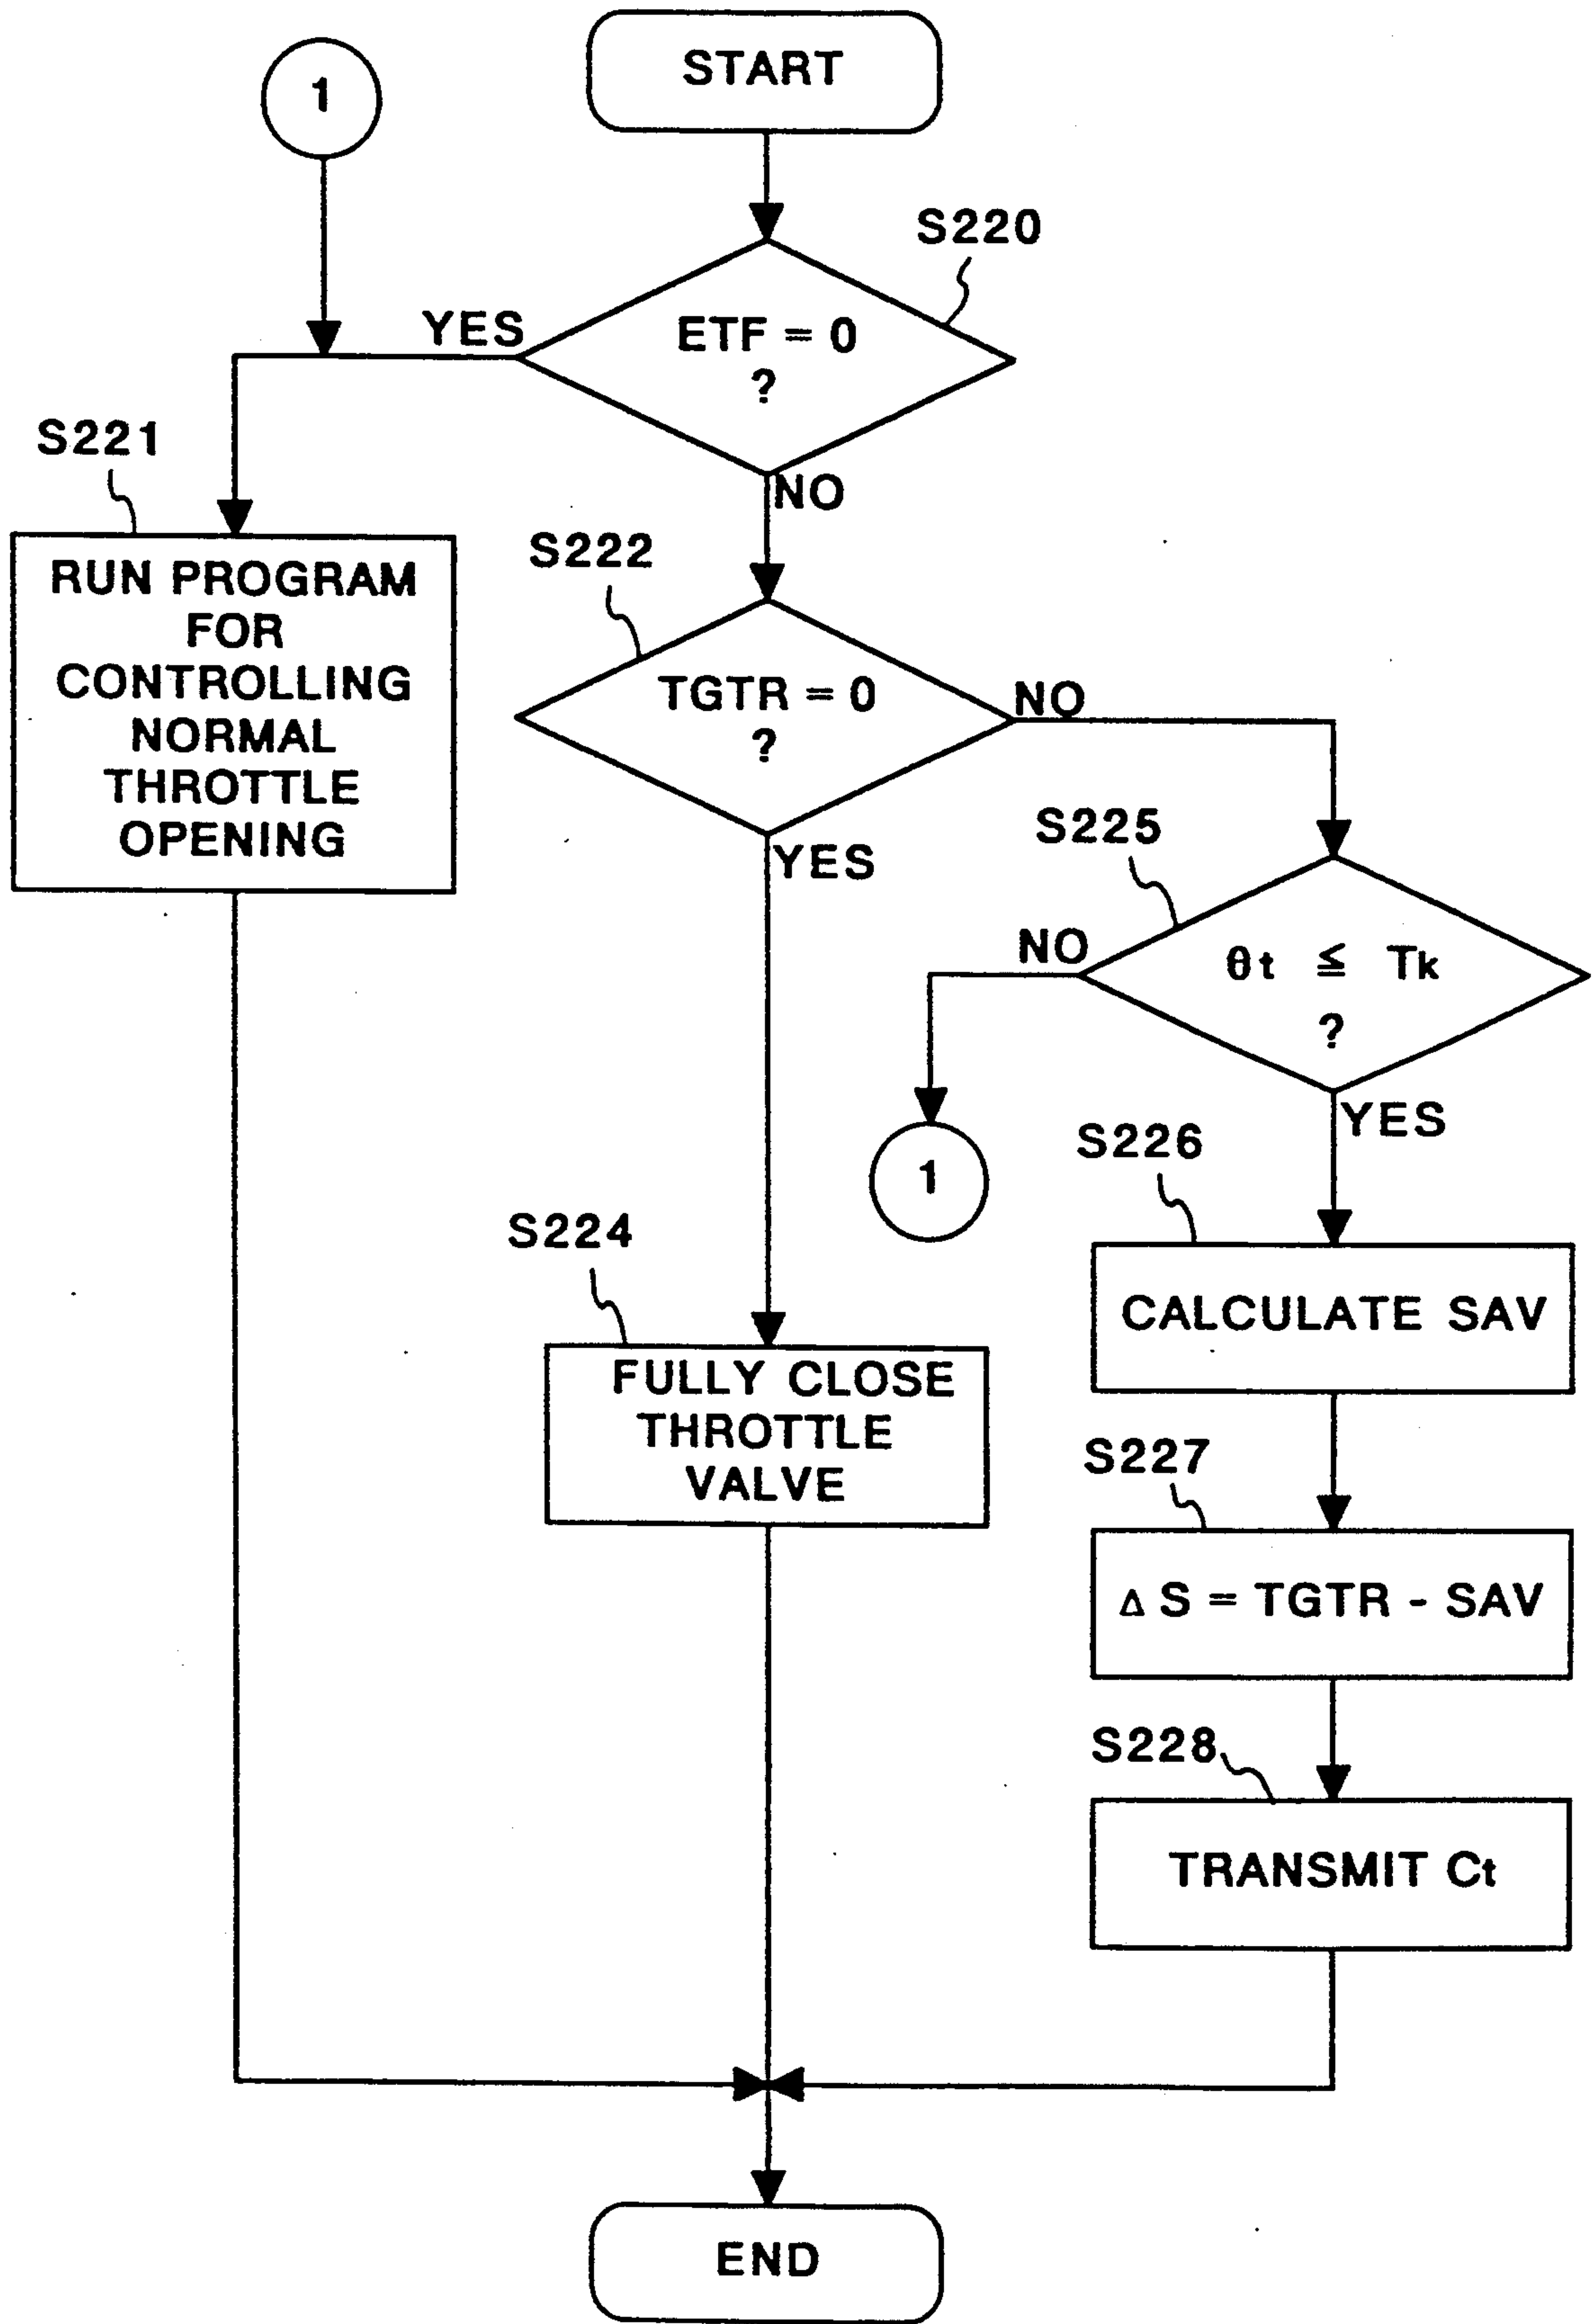 START
1
S220
YES
ETF = 0
?
S221
NO
RUN PROGRAM
FOR
CONTROLLING
NORMAL
THROTTLE
OPENING
S222
TGTR = 0
?
NO
YES
S225
NO
θt ≦ Tk
?
YES
1
S226
CALCULATE SAV
S224
FULLY CLOSE
THROTTLE
VALVE
S227
Δ S = TGTR - SAV
S228
TRANSMIT Ct
END